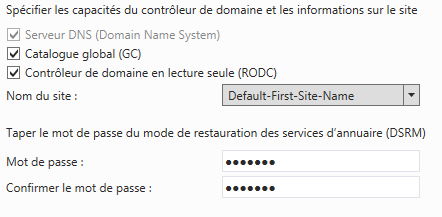 Spécifier les capacités du contrôleur de domaine et les informations sur le site
Serveur DNS (Domain Name System)
Catalogue global (GC)
Contrôleur de domaine en lecture seule (RODC)
Nom du site : Default-First-Site-Name
Taper le mot de passe du mode de restauration des services d'annuaire (DSRM)
Mot de passe : •••••••
Confirmer le mot de passe : •••••••